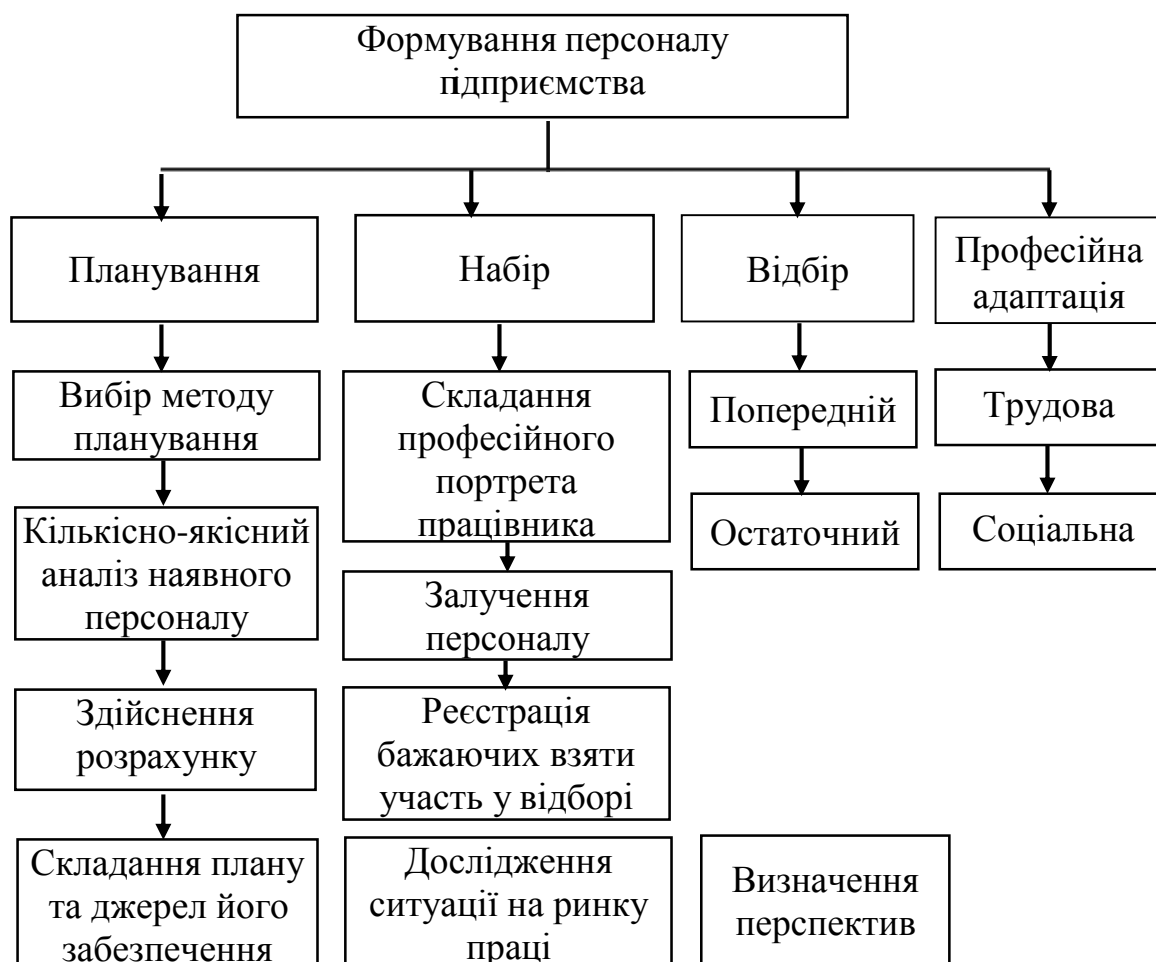 Формування персоналу
підприємства
Планування
Набір
Відбір
Професійна
адаптація
Вибір методу
планування
Складання
професійного
портрета
працівника
Попередній
Трудова
Кількісно-якісний
аналіз наявного
персоналу
Остаточний
Соціальна
Залучення
персоналу
Здійснення
розрахунку
Реєстрація
бажаючих взяти
участь у відборі
Складання плану
та джерел його
забезпечення
Дослідження
ситуації на ринку
праці
Визначення
перспектив